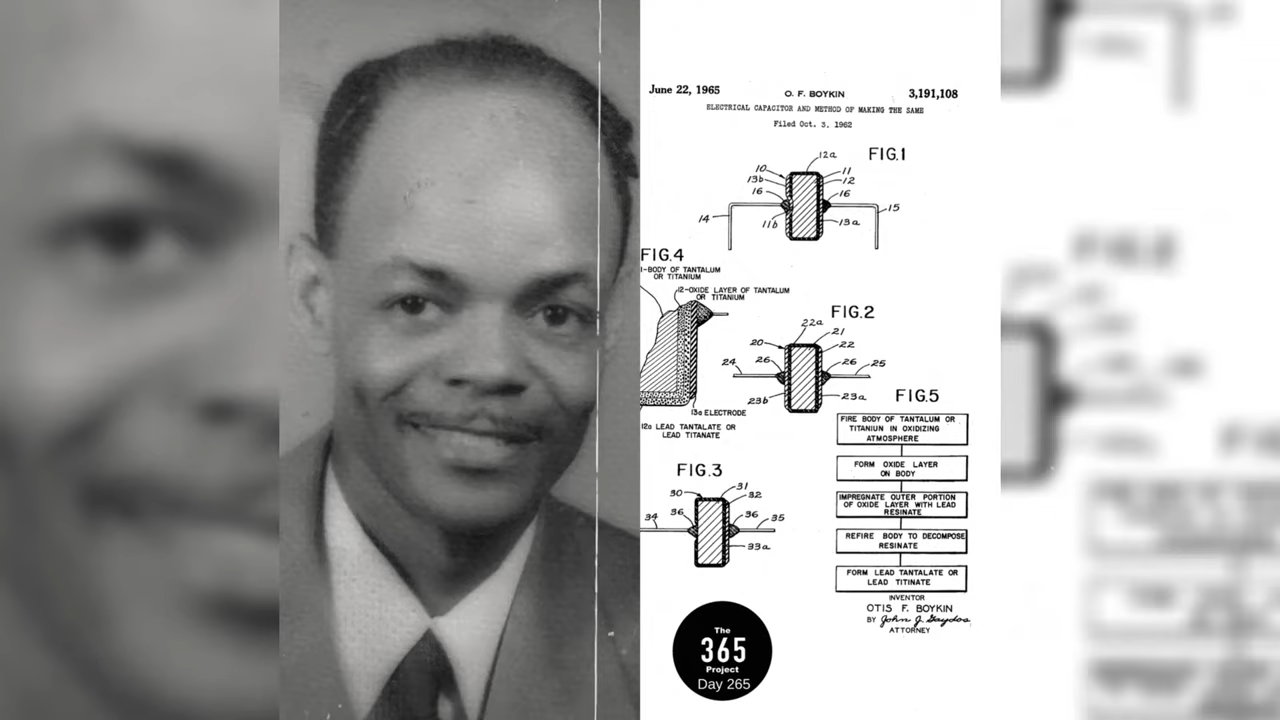 June 22, 1965 O. F. BOYKIN 3,191,108
ELECTRICAL CAPACITOR AND METHOD OF MAKING THE SAME
Filed Oct. 3, 1962
FIG.1
12a
10
11
13b
12
16
16
14
15
11b
13a
FIG.4
1-BODY OF TANTALUM
OR TITANIUM
12-OXIDE LAYER OF TANTALUM
OR TITANIUM
13a ELECTRODE
12a LEAD TANTALATE OR
LEAD TITANATE
FIG.2
22a
21
20
22
24
26
26
25
23b
23a
FIG.3
31
30
32
34
36
36
35
33a
FIG.5
FIRE BODY OF TANTALUM OR
TITANIUN IN OXIDIZING
ATMOSPHERE
FORM OXIDE LAYER
ON BODY
IMPREGNATE OUTER PORTION
OF OXIDE LAYER WITH LEAD
RESINATE
REFIRE BODY TO DECOMPOSE
RESINATE
FORM LEAD TANTALATE OR
LEAD TITINATE
INVENTOR
OTIS F. BOYKIN
BY John J. Gaydos
ATTORNEY
The
365
Project
Day 265